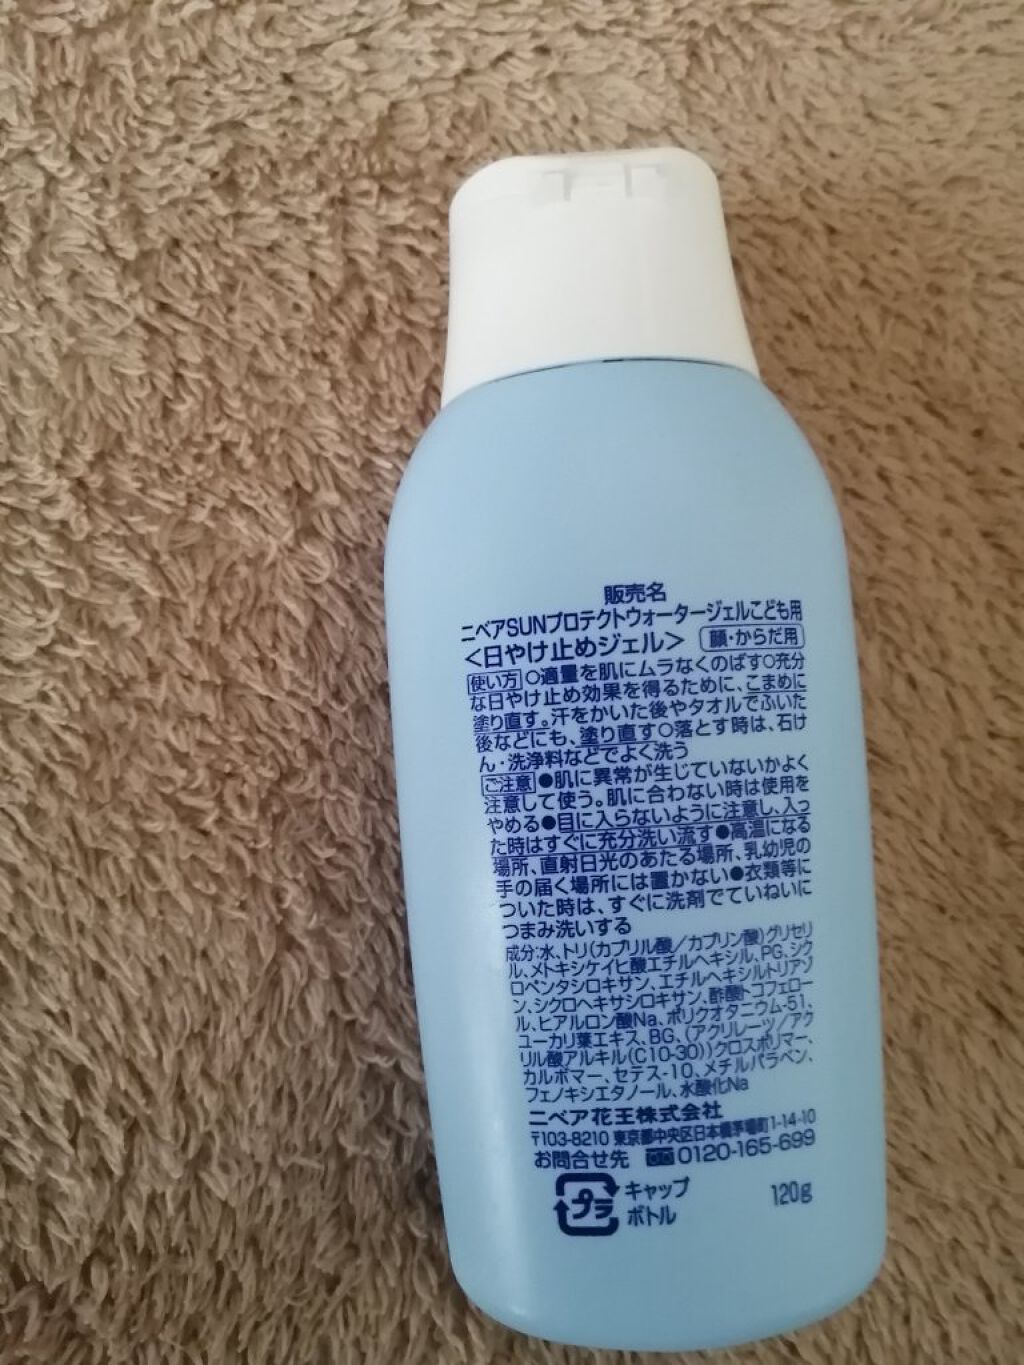 販売名
ニベアSUNプロテクトウォータージェルこども用
<日やけ止めジェル> 顔・からだ用
使い方 ○適量を肌にムラなくのばす○充分
な日やけ止め効果を得るために、こまめに
塗り直す。汗をかいた後やタオルでふいた
後などにも、塗り直す○落とす時は、石け
ん・洗浄料などでよく洗う
ご注意 ●肌に異常が生じていないかよく
注意して使う。肌に合わない時は使用を
やめる●目に入らないように注意し、入っ
た時はすぐに充分洗い流す●高温になる
場所、直射日光のあたる場所、乳幼児の
手の届く場所には置かない●衣類等に
ついた時は、すぐに洗剤でていねいに
つまみ洗いする
成分:水、トリ(カプリル酸/カプリン酸)グリセリ
ル、メトキシケイヒ酸エチルヘキシル、PG、シク
ロペンタシロキサン、エチルヘキシルトリアゾ
ン、シクロヘキサシロキサン、酢酸トコフェロー
ル、ヒアルロン酸Na、ポリクオタニウム-51、
ユーカリ葉エキス、BG、(アクリレーツ/アク
リル酸アルキル(C10-30))クロスポリマー、
カルボマー、セテス-10、メチルパラベン、
フェノキシエタノール、水酸化Na
ニベア花王株式会社
〒103-8210 東京都中央区日本橋茅場町1-14-10
お問合せ先 0120-165-699
プラ キャップ
ボトル 120g